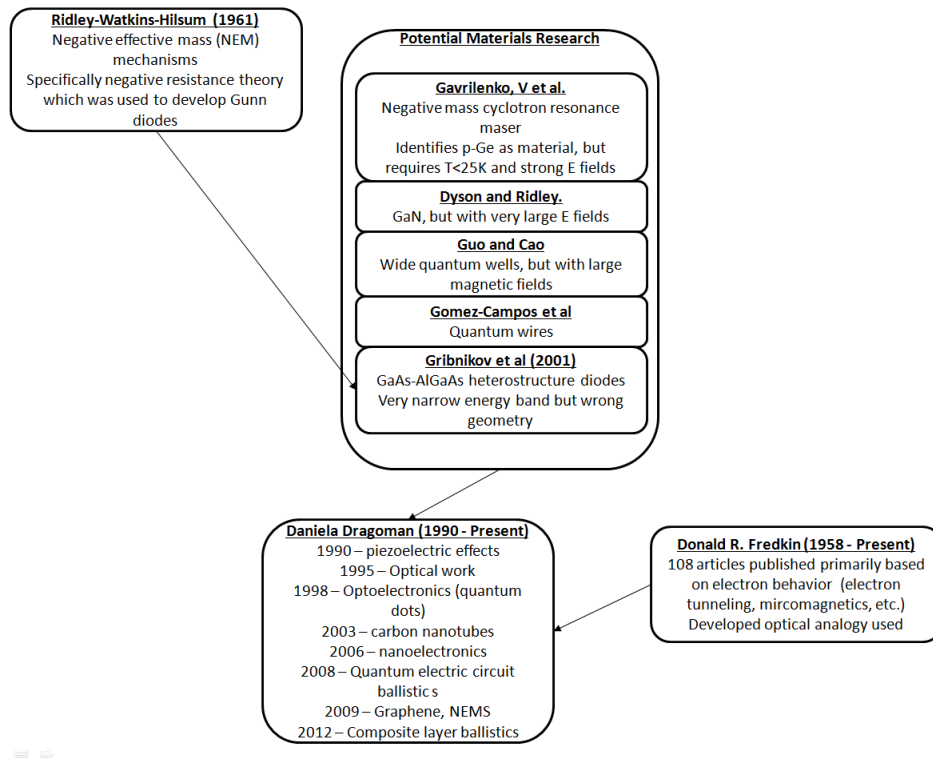 Ridley-Watkins-Hilsum (1961)
Negative effective mass (NEM)
mechanisms
Specifically negative resistance theory
which was used to develop Gunn
diodes
Potential Materials Research
Gavrilenko, V et al.
Negative mass cyclotron resonance
maser
Identifies p-Ge as material, but
requires T<25K and strong E fields
Dyson and Ridley.
GaN, but with very large E fields
Guo and Cao
Wide quantum wells, but with large
magnetic fields
Gomez-Campos et al
Quantum wires
Gribnikov et al (2001)
GaAs-AlGaAs heterostructure diodes
Very narrow energy band but wrong
geometry
Daniela Dragoman (1990 - Present)
1990 – piezoelectric effects
1995 – Optical work
1998 – Optoelectronics (quantum
dots)
2003 – carbon nanotubes
2006 – nanoelectronics
2008 – Quantum electric circuit
ballistics
2009 – Graphene, NEMS
2012 – Composite layer ballistics
Donald R. Fredkin (1958 - Present)
108 articles published primarily based
on electron behavior (electron
tunneling, mircomagnetics, etc.)
Developed optical analogy used